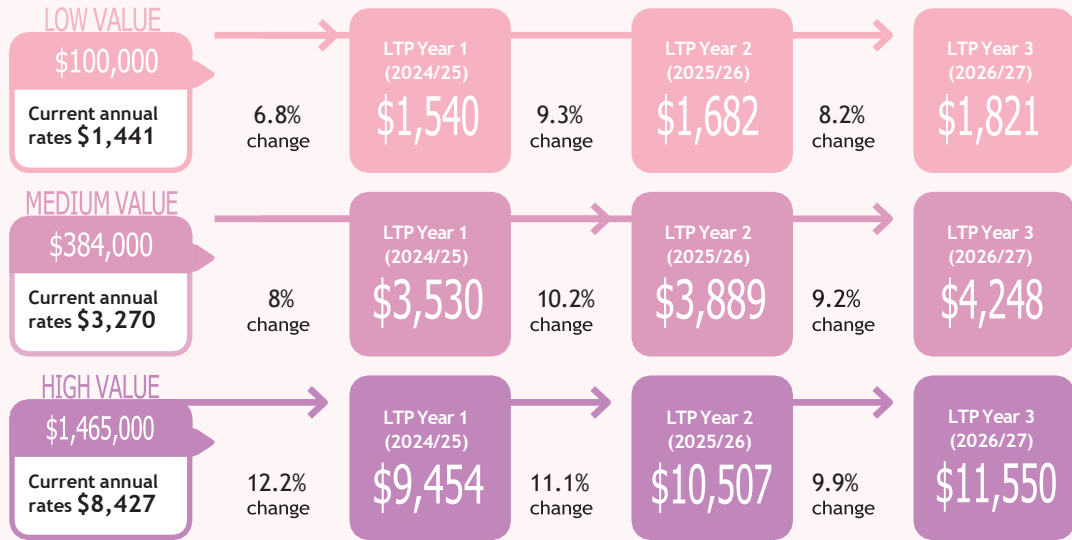 LOW VALUE
$100,000
Current annual
rates $1,441
6.8%
change
LTP Year 1
(2024/25)
$1,540
9.3%
change
LTP Year 2
(2025/26)
$1,682
8.2%
change
LTP Year 3
(2026/27)
$1,821
MEDIUM VALUE
$384,000
Current annual
rates $3,270
8%
change
LTP Year 1
(2024/25)
$3,530
10.2%
change
LTP Year 2
(2025/26)
$3,889
9.2%
change
LTP Year 3
(2026/27)
$4,248
HIGH VALUE
$1,465,000
Current annual
rates $8,427
12.2%
change
LTP Year 1
(2024/25)
$9,454
11.1%
change
LTP Year 2
(2025/26)
$10,507
9.9%
change
LTP Year 3
(2026/27)
$11,550